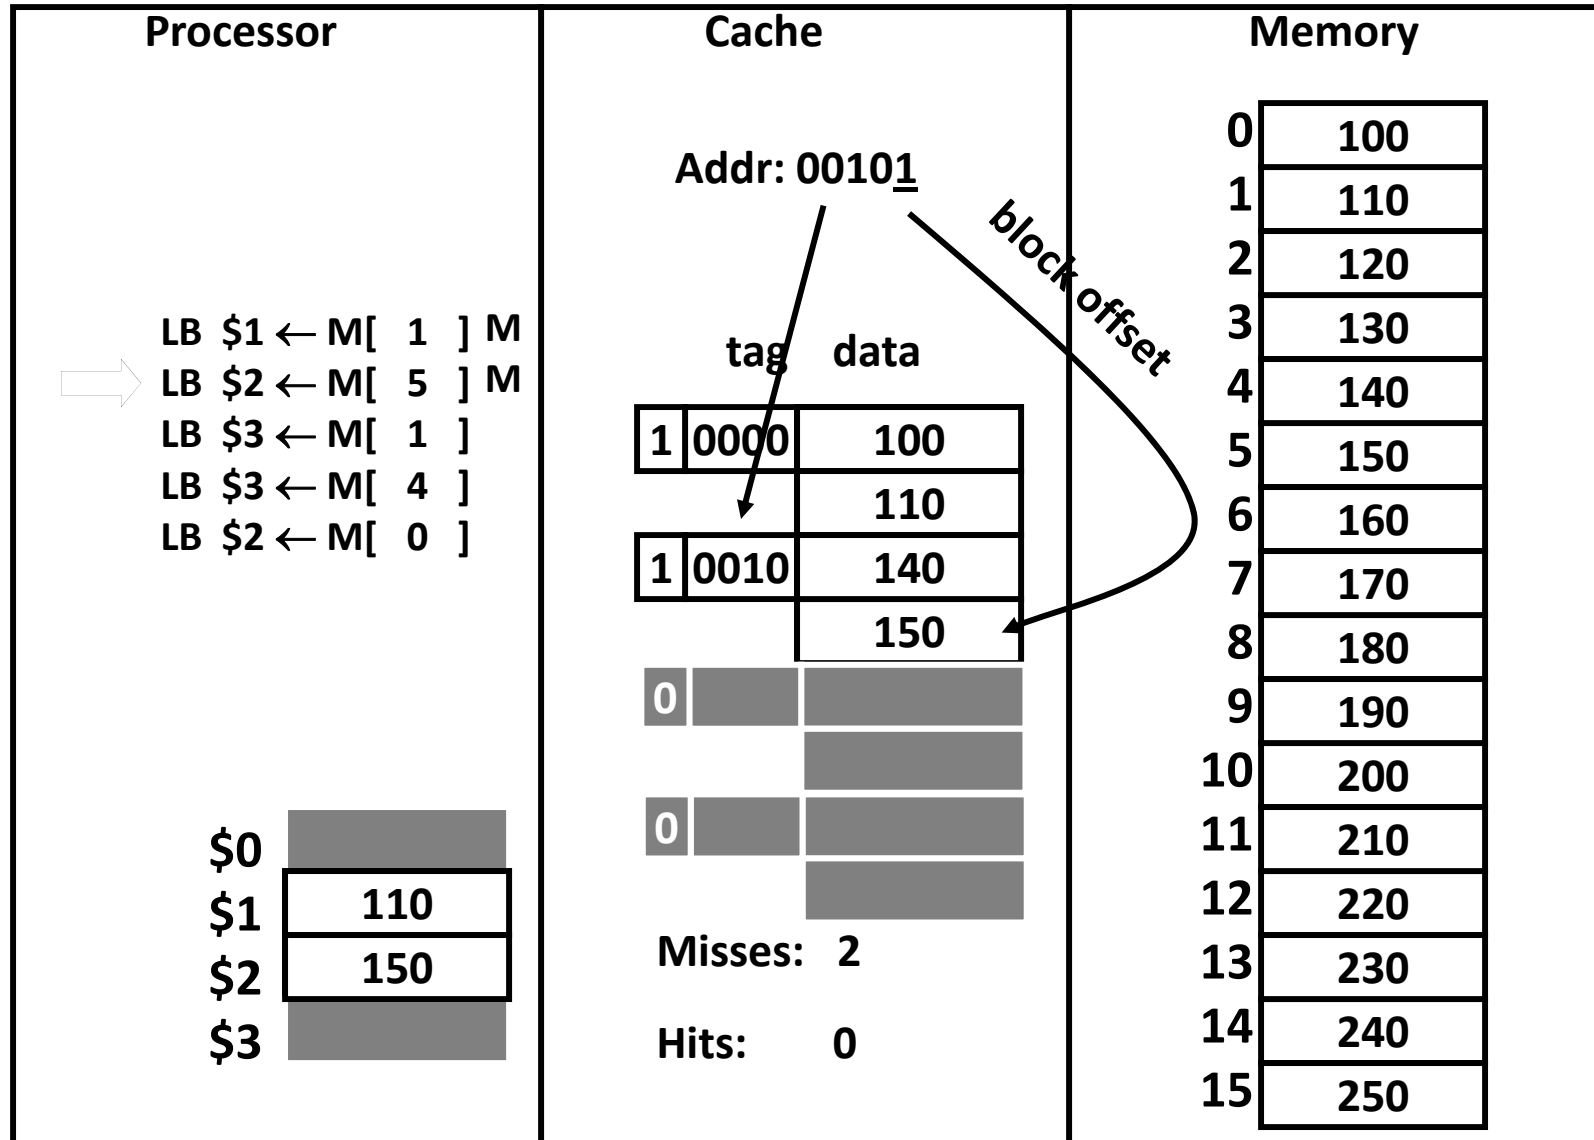 Processor
LB $1 ← M[ 1 ] M
LB $2 ← M[ 5 ] M
LB $3 ← M[ 1 ]
LB $3 ← M[ 4 ]
LB $2 ← M[ 0 ]
$0
$1 110
$2 150
$3
Cache
Addr: 00101
block offset
tag data
1 0000 100
110
1 0010 140
150
0
0
Misses: 2
Hits: 0
Memory
0 100
1 110
2 120
3 130
4 140
5 150
6 160
7 170
8 180
9 190
10 200
11 210
12 220
13 230
14 240
15 250